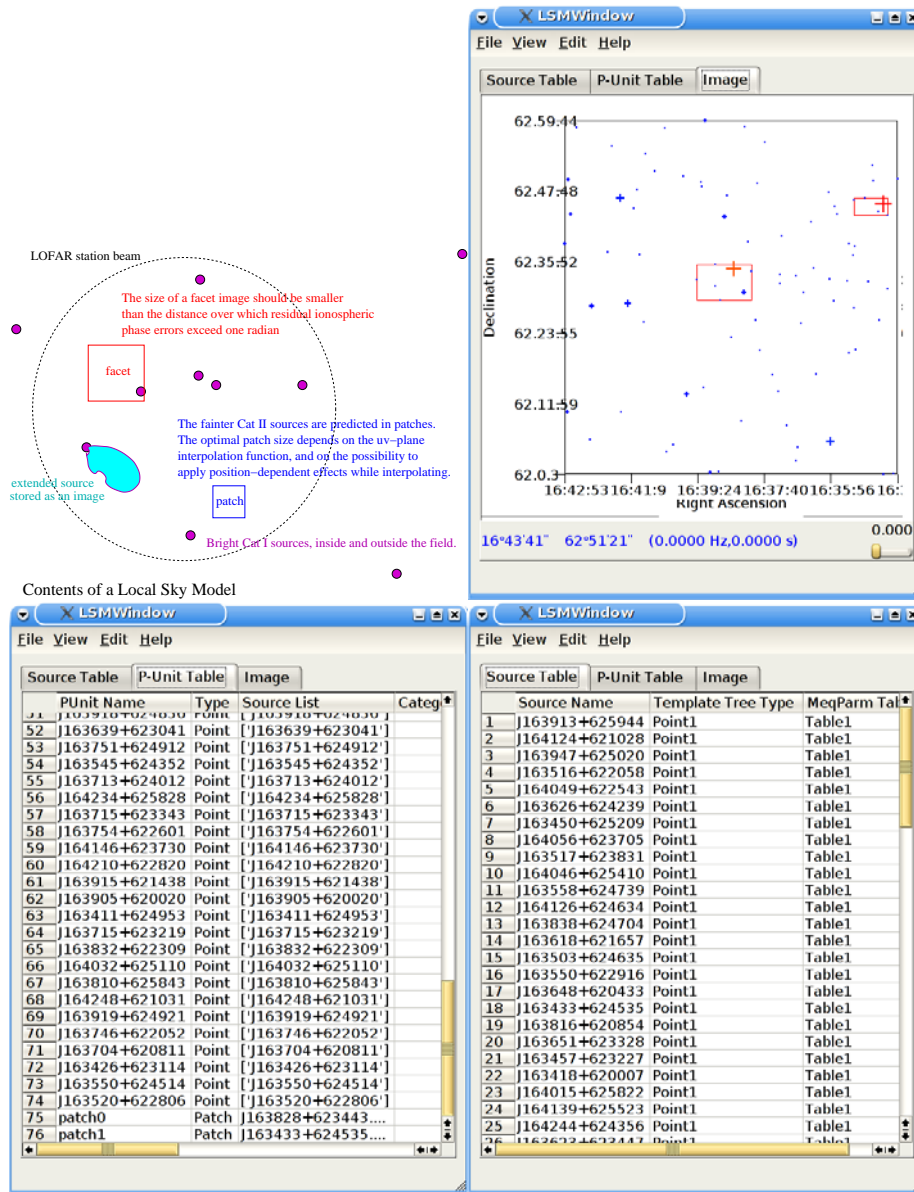 LOFAR station beam
The size of a facet image should be smaller
than the distance over which residual ionospheric
phase errors exceed one radian
facet
The fainter Cat II sources are predicted in patches.
The optimal patch size depends on the uv−plane
interpolation function, and on the possibility to
apply position−dependent effects while interpolating.
extended source
stored as an image
patch
Bright Cat I sources, inside and outside the field.
Contents of a Local Sky Model
LSMWindow
File View Edit Help
Source Table P-Unit Table Image
62.59.44
62.47.48
62.35:52
62.23:55
62.11:59
62.0.3
Declination
16:42:53 16:41:9 16:39:24 16:37:40 16:35:56 16:
Right Ascension
16°43'41" 62°51'21" (0.0000 Hz,0.0000 s)
0.000
LSMWindow
File View Edit Help
Source Table P-Unit Table Image
PUnit Name Type Source List Categ
51 J163918+624836 Point ['J163918+624836']
52 J163639+623041 Point ['J163639+623041']
53 J163751+624912 Point ['J163751+624912']
54 J163545+624352 Point ['J163545+624352']
55 J163713+624012 Point ['J163713+624012']
56 J164234+625828 Point ['J164234+625828']
57 J163715+623343 Point ['J163715+623343']
58 J163754+622601 Point ['J163754+622601']
59 J164146+623730 Point ['J164146+623730']
60 J164210+622820 Point ['J164210+622820']
61 J163915+621438 Point ['J163915+621438']
62 J163905+620020 Point ['J163905+620020']
63 J163411+624953 Point ['J163411+624953']
64 J163715+623219 Point ['J163715+623219']
65 J163832+622309 Point ['J163832+622309']
66 J164032+625110 Point ['J164032+625110']
67 J163810+625843 Point ['J163810+625843']
68 J164248+621031 Point ['J164248+621031']
69 J163919+624921 Point ['J163919+624921']
70 J163746+622052 Point ['J163746+622052']
71 J163704+620811 Point ['J163704+620811']
72 J163426+623114 Point ['J163426+623114']
73 J163550+624514 Point ['J163550+624514']
74 J163520+622806 Point ['J163520+622806']
75 patch0 Patch J163828+623443....
76 patch1 Patch J163433+624535....
LSMWindow
File View Edit Help
Source Table P-Unit Table Image
Source Name Template Tree Type MeqParm Tal
1 J163913+625944 Point1 Table1
2 J164124+621028 Point1 Table1
3 J163947+625020 Point1 Table1
4 J163516+622058 Point1 Table1
5 J164049+622543 Point1 Table1
6 J163626+624239 Point1 Table1
7 J163450+625209 Point1 Table1
8 J164056+623705 Point1 Table1
9 J163517+623831 Point1 Table1
10 J164046+625410 Point1 Table1
11 J163558+624739 Point1 Table1
12 J164126+624634 Point1 Table1
13 J163838+624704 Point1 Table1
14 J163618+621657 Point1 Table1
15 J163503+624635 Point1 Table1
16 J163550+622916 Point1 Table1
17 J163648+620433 Point1 Table1
18 J163433+624535 Point1 Table1
19 J163816+620854 Point1 Table1
20 J163651+623328 Point1 Table1
21 J163457+623227 Point1 Table1
22 J163418+620007 Point1 Table1
23 J164015+625822 Point1 Table1
24 J164139+625523 Point1 Table1
25 J164244+624356 Point1 Table1
26 J163623+623447 Point1 Table1